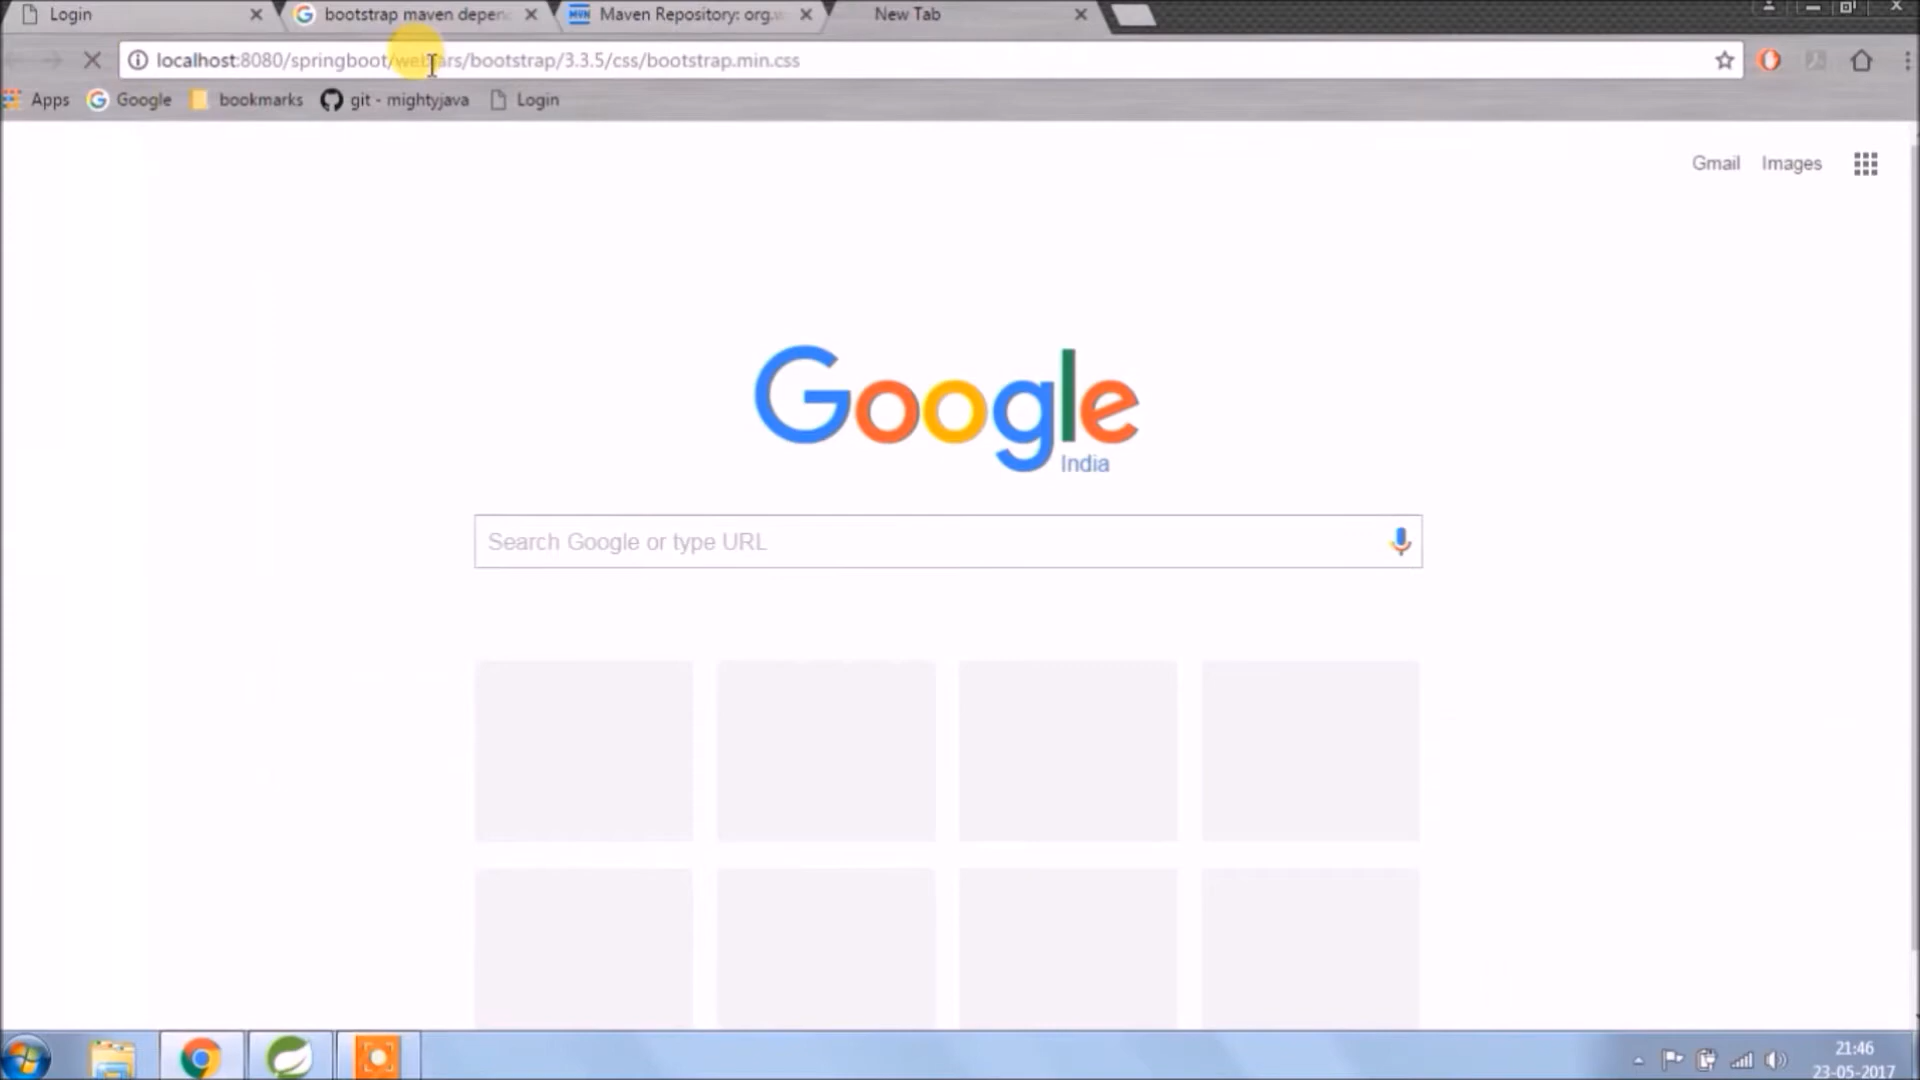 Login
bootstrap maven depen
Maven Repository: org.w
New Tab
localhost:8080/springboot/webjars/bootstrap/3.3.5/css/bootstrap.min.css
Apps Google bookmarks git - mightyjava Login
Gmail Images
Google
India
Search Google or type URL
21:46
23-05-2017